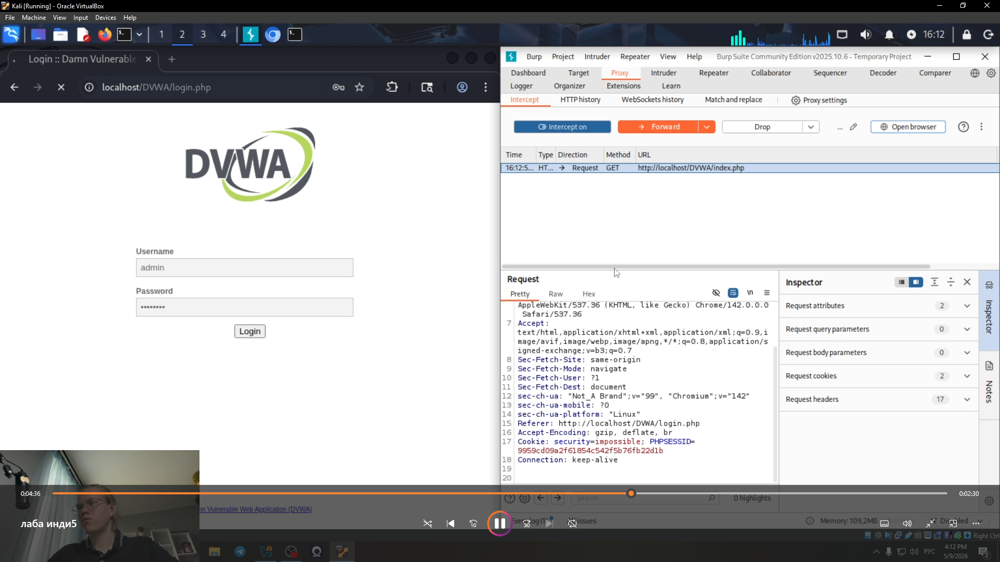 Kali [Running] - Oracle VirtualBox
File Machine View Input Devices Help
1 2 3 4
16:12
Login :: Damn Vulnerable
localhost/DVWA/login.php
DVWA
Username
admin
Password
••••••••
Login
n Vulnerable Web Application (DVWA)
Burp Project Intruder Repeater View Help Burp Suite Community Edition v2025.10.6 - Temporary Project
Dashboard Target Proxy Intruder Repeater Collaborator Sequencer Decoder Comparer
Logger Organizer Extensions Learn
Intercept HTTP history WebSockets history Match and replace Proxy settings
Intercept on Forward Drop ... Open browser
Time Type Direction Method URL
16:12:5... HT... → Request GET http://localhost/DVWA/index.php
Request
Pretty Raw Hex \n
AppleWebKit/537.36 (KHTML, like Gecko) Chrome/142.0.0.0
Safari/537.36
7 Accept:
text/html,application/xhtml+xml,application/xml;q=0.9,i
mage/avif,image/webp,image/apng,*/*;q=0.8,application/s
igned-exchange;v=b3;q=0.7
8 Sec-Fetch-Site: same-origin
9 Sec-Fetch-Mode: navigate
10 Sec-Fetch-User: ?1
11 Sec-Fetch-Dest: document
12 sec-ch-ua: "Not_A Brand";v="99", "Chromium";v="142"
13 sec-ch-ua-mobile: ?0
14 sec-ch-ua-platform: "Linux"
15 Referer: http://localhost/DVWA/login.php
16 Accept-Encoding: gzip, deflate, br
17 Cookie: security=impossible; PHPSESSID=
9959cd09a2f61854c542f5b76fb22d1b
18 Connection: keep-alive
19
20
Inspector
Request attributes 2
Request query parameters 0
Request body parameters 0
Request cookies 2
Request headers 17
Inspector
Notes
Search 0 highlights
Event log (1) issues
Memory: 109,2MB
0:04:36
0:02:30
лаба инди5
10
30
Right Ctrl
РУС
4:12 PM
5/9/2026
2